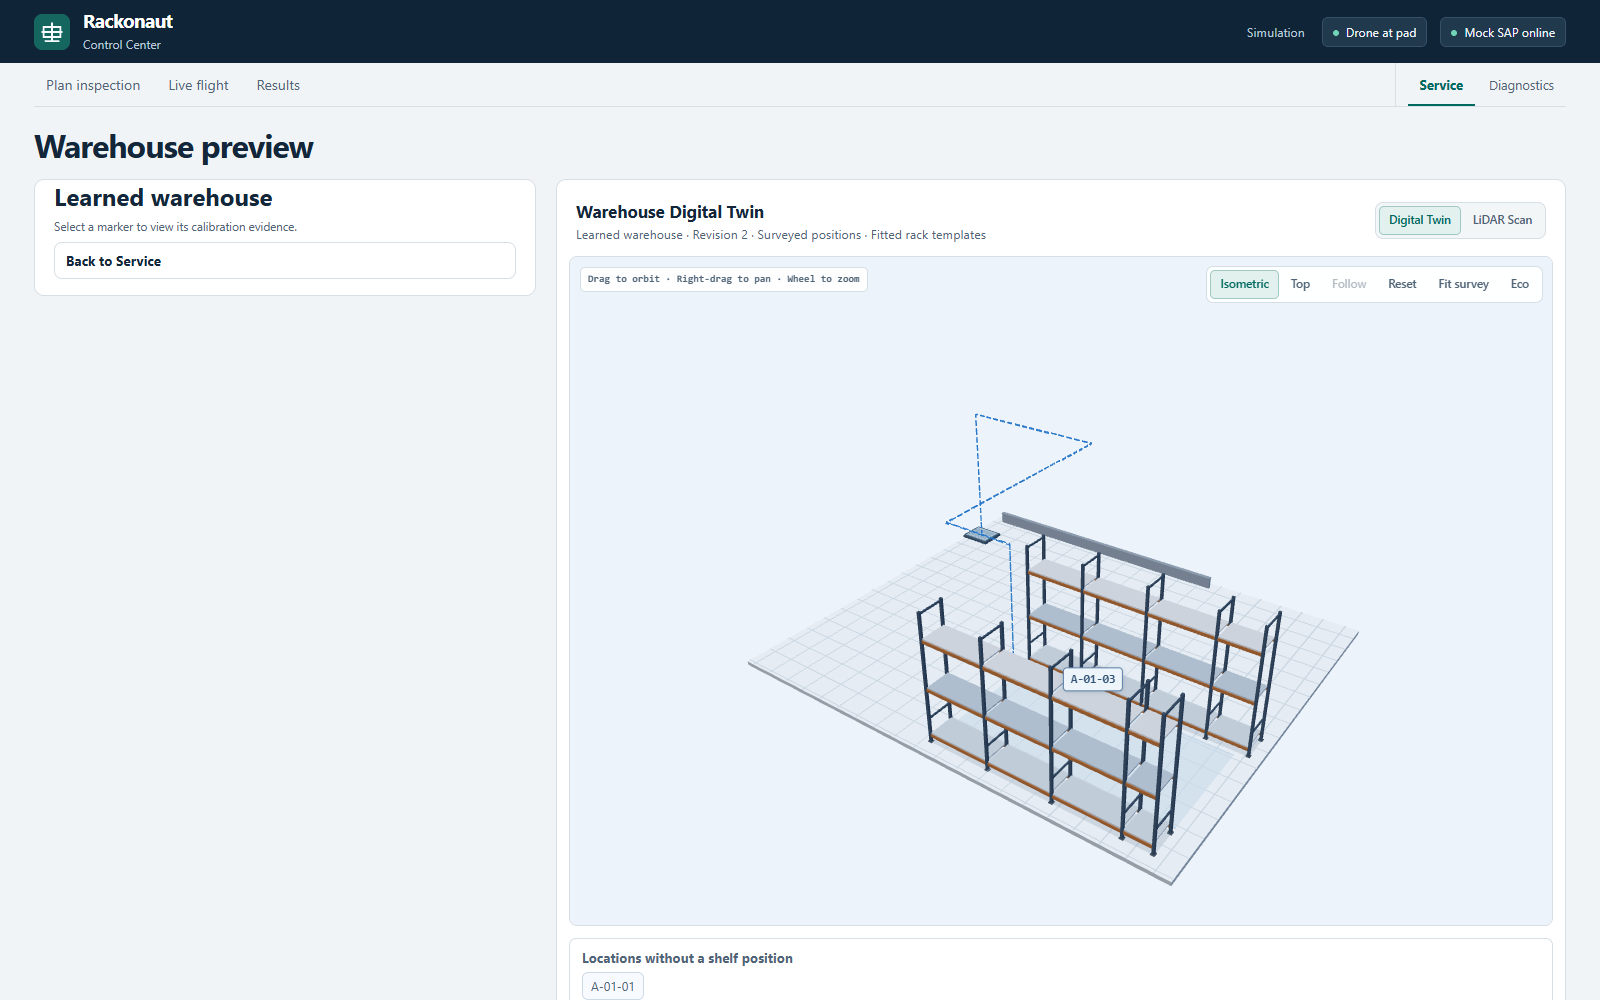 Rackonaut
Control Center
Simulation
Drone at pad
Mock SAP online
Plan inspection
Live flight
Results
Service
Diagnostics
Warehouse preview
Learned warehouse
Select a marker to view its calibration evidence.
Back to Service
Warehouse Digital Twin
Learned warehouse · Revision 2 · Surveyed positions · Fitted rack templates
Digital Twin
LiDAR Scan
Drag to orbit · Right-drag to pan · Wheel to zoom
Isometric
Top
Follow
Reset
Fit survey
Eco
A-01-03
Locations without a shelf position
A-01-01